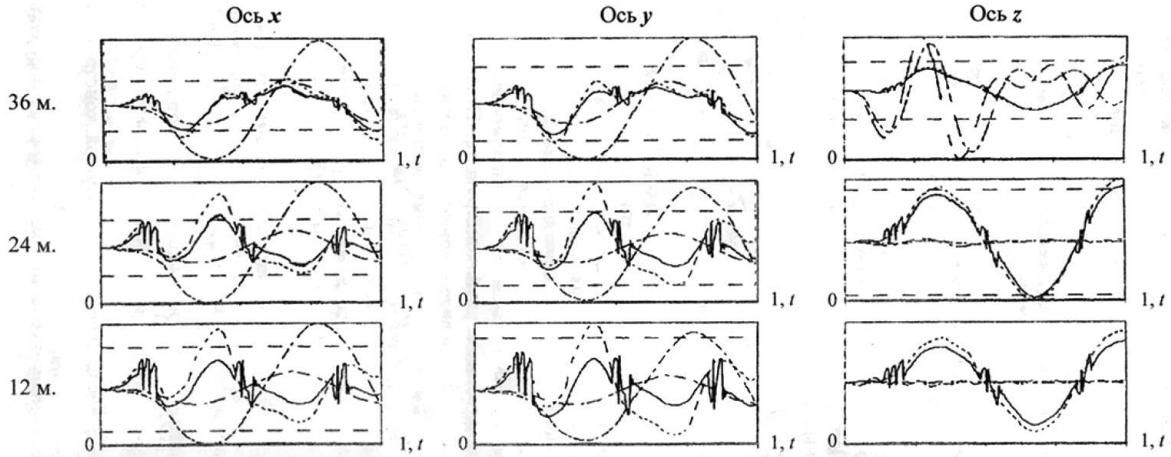 Ось x Ось y Ось z
36 м.
0 1, t 0 1, t 0 1, t
24 м.
0 1, t 0 1, t 0 1, t
12 м.
0 1, t 0 1, t 0 1, t